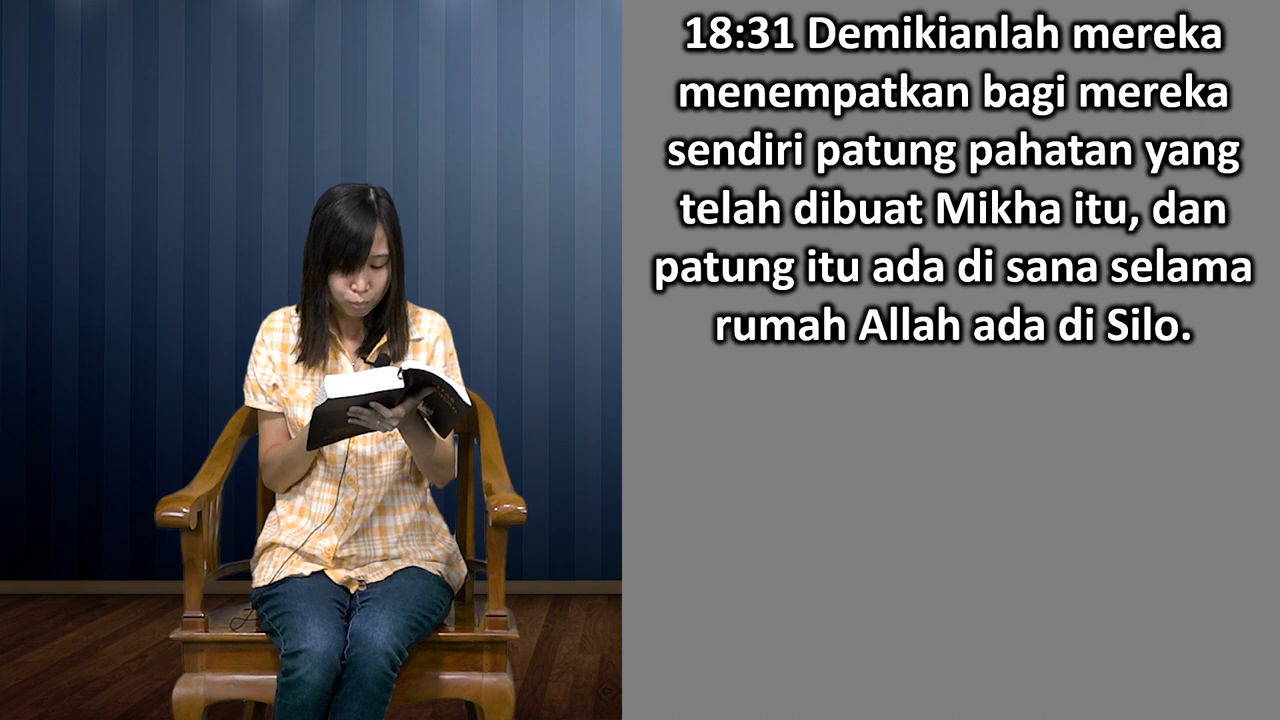 18:31 Demikianlah mereka
menempatkan bagi mereka
sendiri patung pahatan yang
telah dibuat Mikha itu, dan
patung itu ada di sana selama
rumah Allah ada di Silo.